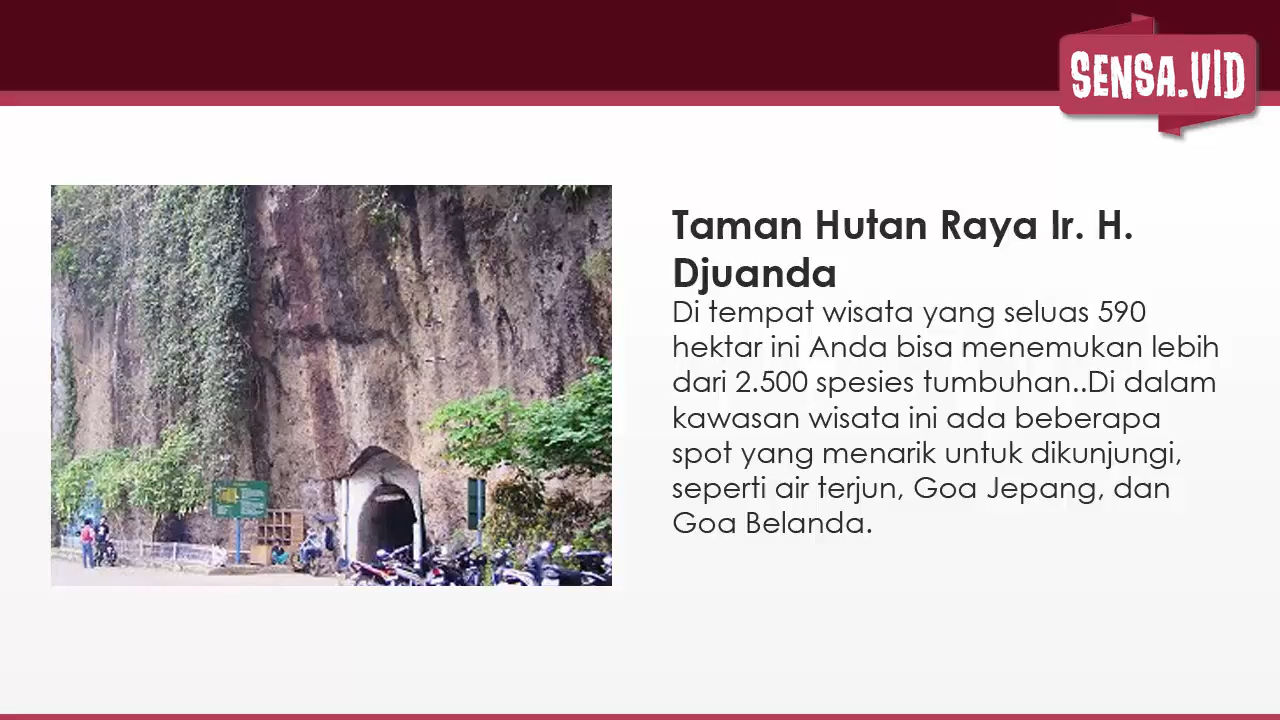 SENSA.VID
Taman Hutan Raya Ir. H.
Djuanda
Di tempat wisata yang seluas 590
hektar ini Anda bisa menemukan lebih
dari 2.500 spesies tumbuhan..Di dalam
kawasan wisata ini ada beberapa
spot yang menarik untuk dikunjungi,
seperti air terjun, Goa Jepang, dan
Goa Belanda.